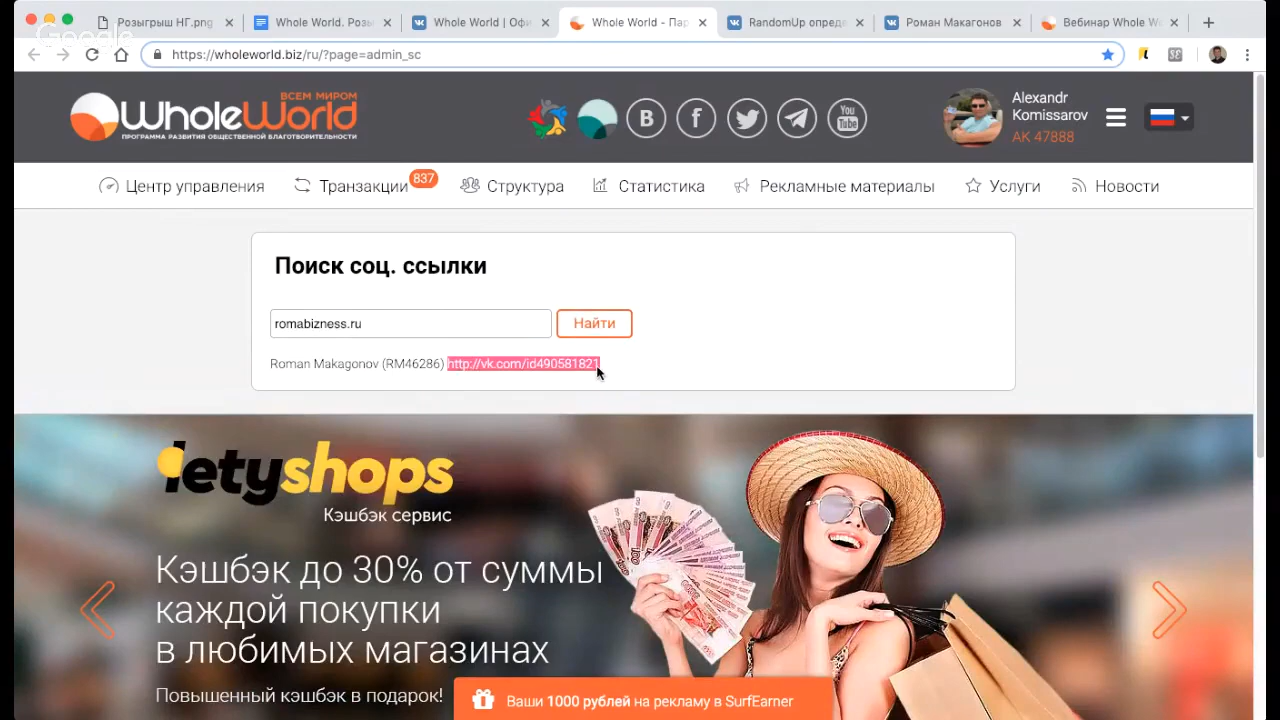 Розыгрыш НГ.png
Whole World. Розы
Whole World | Офи
Whole World - Пар
RandomUp опреде
Роман Макагонов
Вебинар Whole Wo
Google
https://wholeworld.biz/ru/?page=admin_sc
ВСЕМ МИРОМ
WholeWorld
ПРОГРАММА РАЗВИТИЯ ОБЩЕСТВЕННОЙ БЛАГОТВОРИТЕЛЬНОСТИ
B
f
You
Tube
Alexandr
Komissarov
AK 47888
Центр управления
Транзакции
837
Структура
Статистика
Рекламные материалы
Услуги
Новости
Поиск соц. ссылки
romabizness.ru
Найти
Roman Makagonov (RM46286) http://vk.com/id490581821
letyshops
Кэшбэк сервис
Кэшбэк до 30% от суммы
каждой покупки
в любимых магазинах
Повышенный кэшбэк в подарок!
Ваши 1000 рублей на рекламу в SurfEarner